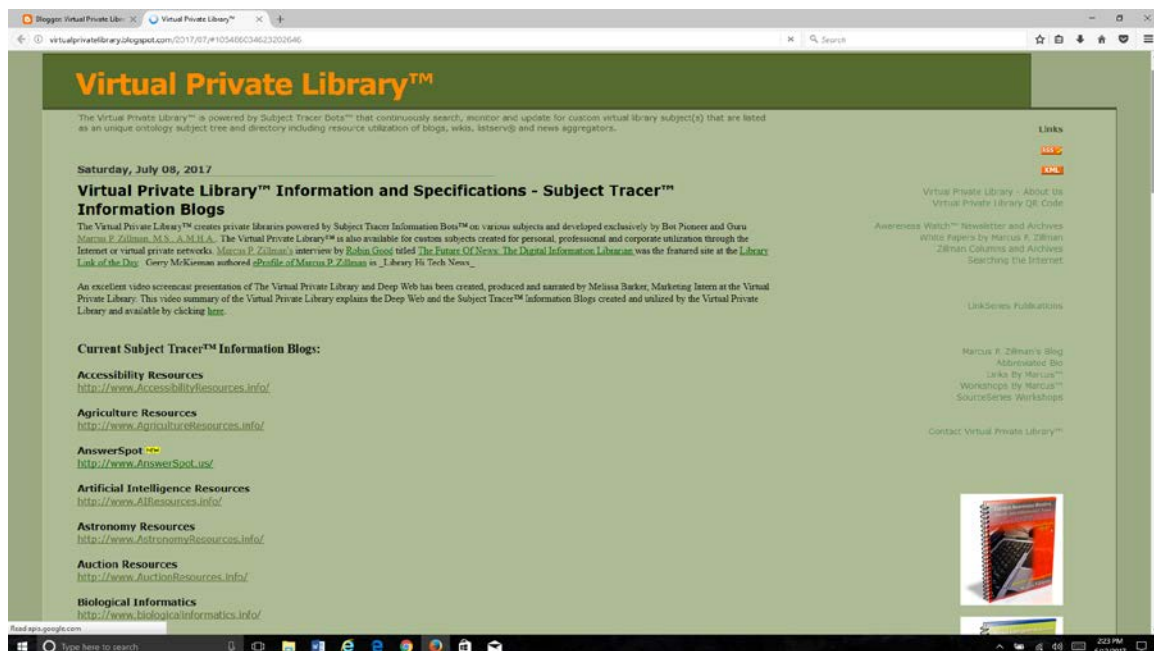 Blogger: Virtual Private Libr
Virtual Private Library™
virtualprivatelibrary.blogspot.com/2017/07/#105486034623202646
Search
Virtual Private Library™
The Virtual Private Library™ is powered by Subject Tracer Bots™ that continuously search, monitor and update for custom virtual library subject(s) that are listed
as an unique ontology subject tree and directory including resource utilization of blogs, wikis, listserv® and news aggregators.
Saturday, July 08, 2017
Virtual Private Library™ Information and Specifications - Subject Tracer™
Information Blogs
The Virtual Private Library™ creates private libraries powered by Subject Tracer Information Bots™ on various subjects and developed exclusively by Bot Pioneer and Guru
Marcus P. Zillman, M.S., A.M.H.A.. The Virtual Private Library™ is also available for custom subjects created for personal, professional and corporate utilization through the
Internet or virtual private networks. Marcus P. Zillman's interview by Robin Good titled The Future Of News: The Digital Information Librarian was the featured site at the Library
Link of the Day. Gerry McKiernan authored eProfile of Marcus P. Zillman in _Library Hi Tech News_
An excellent video screencast presentation of The Virtual Private Library and Deep Web has been created, produced and narrated by Melissa Barker, Marketing Intern at the Virtual
Private Library. This video summary of the Virtual Private Library explains the Deep Web and the Subject Tracer™ Information Blogs created and utilized by the Virtual Private
Library and available by clicking here.
Current Subject Tracer™ Information Blogs:
Accessibility Resources
http://www.AccessibilityResources.info/
Agriculture Resources
http://www.AgricultureResources.info/
AnswerSpot NEW
http://www.AnswerSpot.us/
Artificial Intelligence Resources
http://www.AIResources.info/
Astronomy Resources
http://www.AstronomyResources.info/
Auction Resources
http://www.AuctionResources.info/
Biological Informatics
http://www.biologicalinformatics.info/
Links
RSS
XML
Virtual Private Library - About Us
Virtual Private Library QR Code
Awareness Watch™ Newsletter and Archives
White Papers by Marcus P. Zillman
Zillman Columns and Archives
Searching the Internet
LinkSeries Publications
Marcus P. Zillman's Blog
Abbreviated Bio
Links By Marcus™
Workshops By Marcus™
SourceSeries Workshops
Contact Virtual Private Library™
Read apis.google.com
Type here to search
2:23 PM